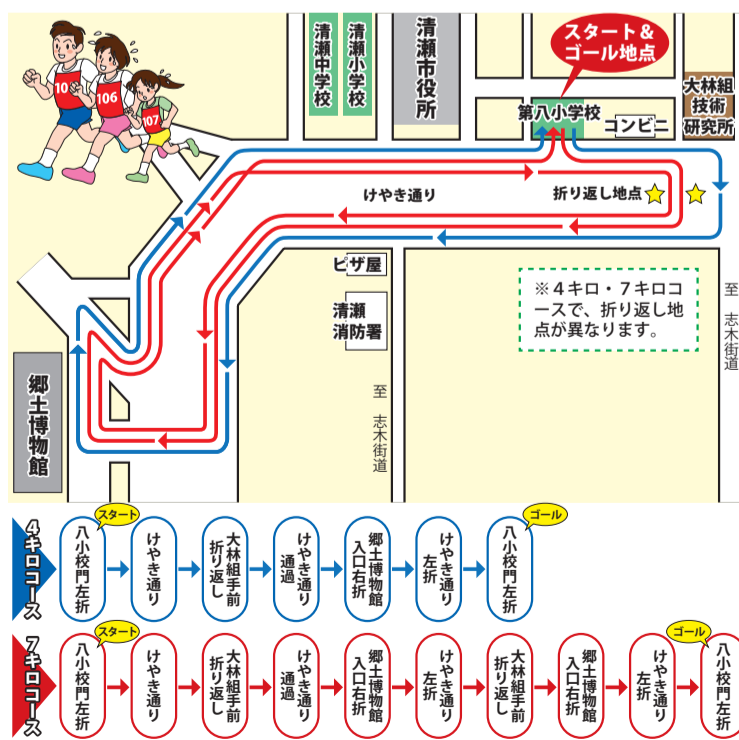 10
106
107
清瀬中学校
清瀬小学校
清瀬市役所
スタート&
ゴール地点
第八小学校
コンビニ
大林組
技術
研究所
けやき通り
折り返し地点
ピザ屋
清瀬
消防署
※４キロ・７キロコ
ースで、折り返し地
点が異なります。
至 志木街道
至 志木街道
郷土博物館
4キロコース
スタート
八小校門左折
けやき通り
大林組手前
折り返し
けやき通り
通過
郷土博物館
入口右折
けやき通り
左折
ゴール
八小校門左折
7キロコース
スタート
八小校門左折
けやき通り
大林組手前
折り返し
けやき通り
通過
郷土博物館
入口右折
けやき通り
左折
大林組手前
折り返し
郷土博物館
入口右折
けやき通り
左折
ゴール
八小校門左折